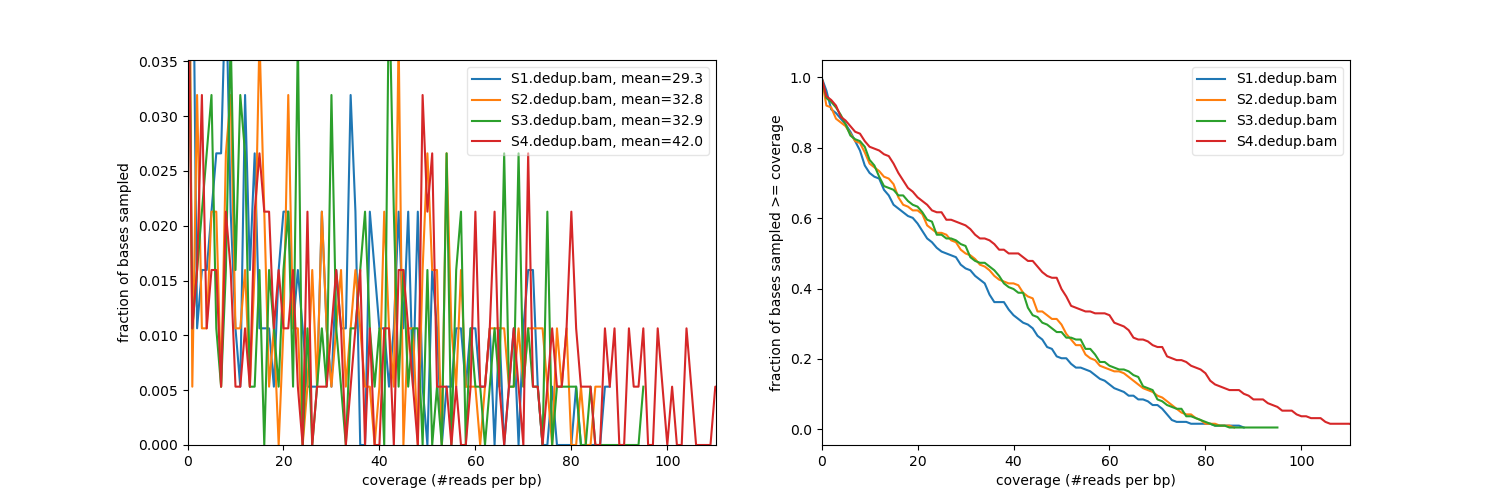 0.035
0.030
0.025
0.020
0.015
0.010
0.005
0.000
fraction of bases sampled
0
20
40
60
80
100
coverage (#reads per bp)
S1.dedup.bam, mean=29.3
S2.dedup.bam, mean=32.8
S3.dedup.bam, mean=32.9
S4.dedup.bam, mean=42.0
1.0
0.8
0.6
0.4
0.2
0.0
fraction of bases sampled >= coverage
0
20
40
60
80
100
coverage (#reads per bp)
S1.dedup.bam
S2.dedup.bam
S3.dedup.bam
S4.dedup.bam